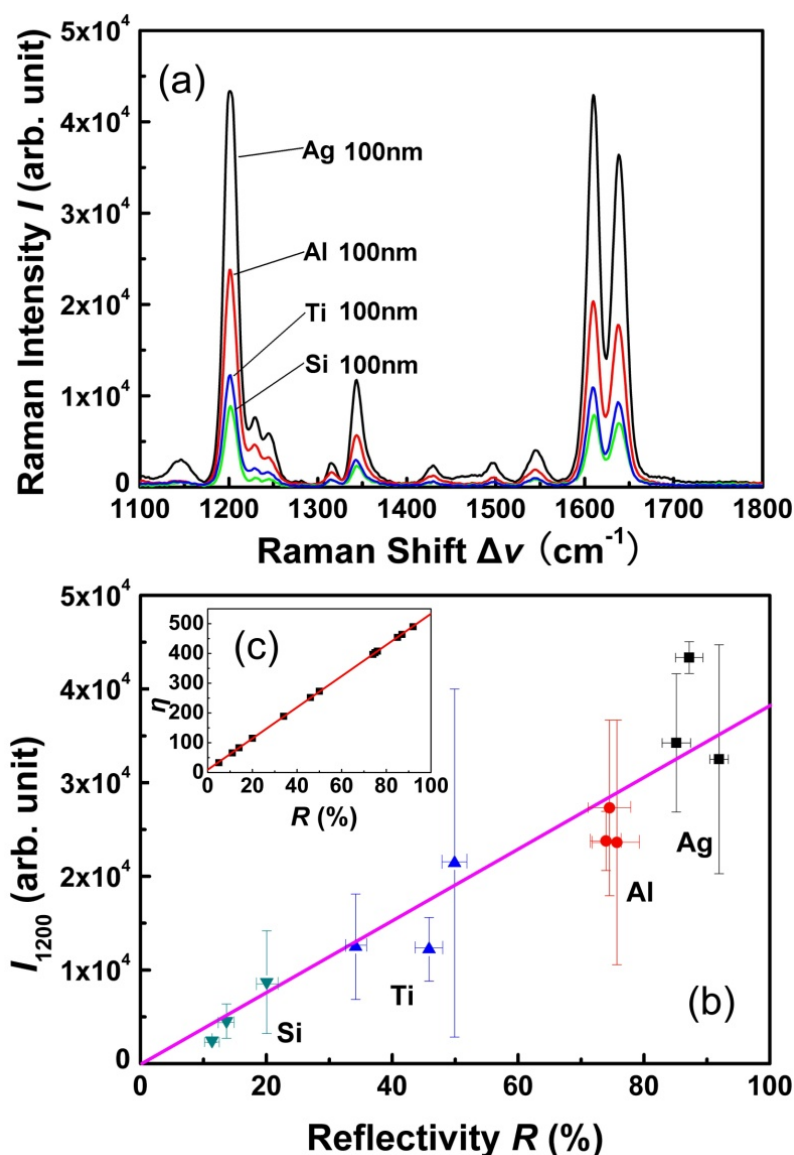 (a)
Raman Intensity I (arb. unit)
5x10⁴
4x10⁴
3x10⁴
2x10⁴
1x10⁴
0
Ag 100nm
Al 100nm
Ti 100nm
Si 100nm
1100 1200 1300 1400 1500 1600 1700 1800
Raman Shift Δν (cm⁻¹)
I₁₂₀₀ (arb. unit)
5x10⁴
4x10⁴
3x10⁴
2x10⁴
1x10⁴
0
(c)
η
500
400
300
200
100
0
0 20 40 60 80 100
R (%)
Ag
Al
Ti
Si
(b)
0 20 40 60 80 100
Reflectivity R (%)